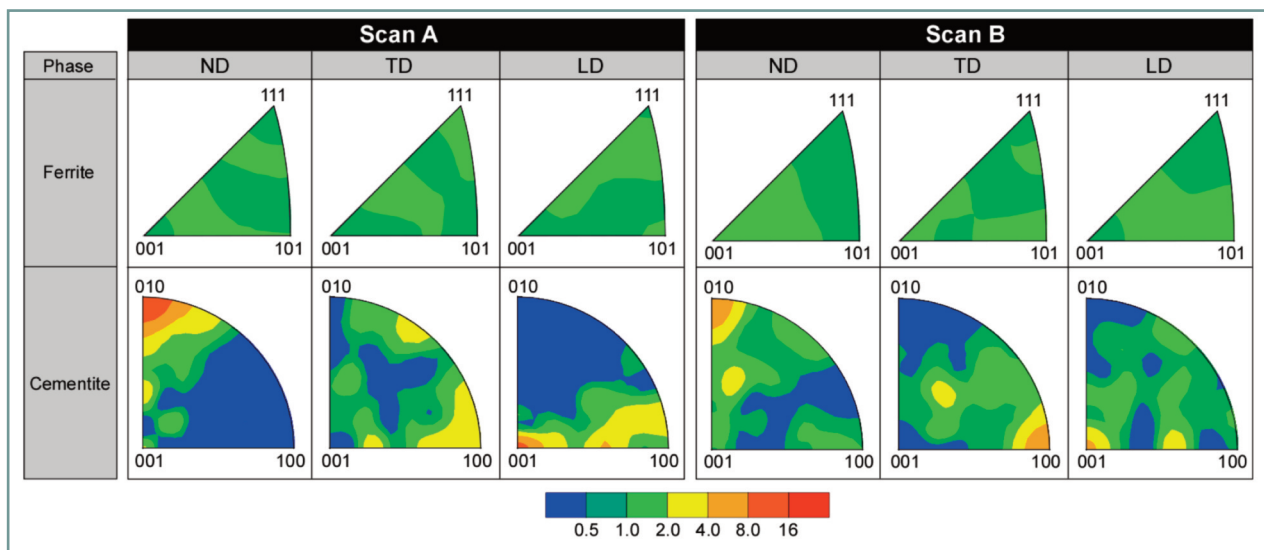 Scan A Scan B
Phase ND TD LD ND TD LD
111 111 111 111 111 111
Ferrite
001 101 001 101 001 101 001 101 001 101 001 101
010 010 010 010 010 010
Cementite
001 100 001 100 001 100 001 100 001 100 001 100
0.5 1.0 2.0 4.0 8.0 16